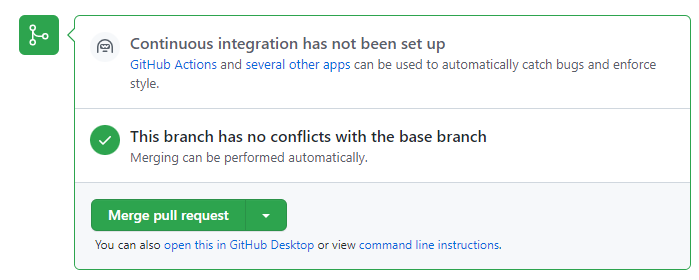 Continuous integration has not been set up
GitHub Actions and several other apps can be used to automatically catch bugs and enforce
style.
This branch has no conflicts with the base branch
Merging can be performed automatically.
Merge pull request
You can also open this in GitHub Desktop or view command line instructions.